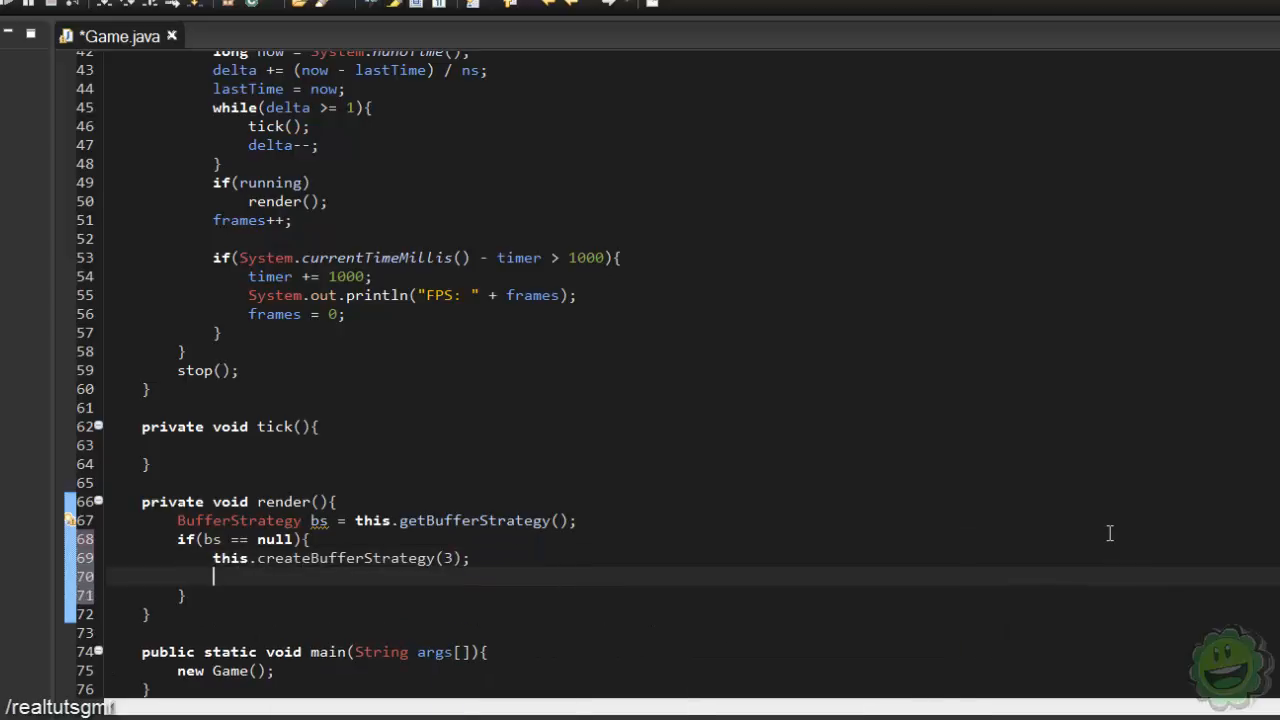 *Game.java
42 long now = System.nanoTime();
43 delta += (now - lastTime) / ns;
44 lastTime = now;
45 while(delta >= 1){
46 tick();
47 delta--;
48 }
49 if(running)
50 render();
51 frames++;
52
53 if(System.currentTimeMillis() - timer > 1000){
54 timer += 1000;
55 System.out.println("FPS: " + frames);
56 frames = 0;
57 }
58 }
59 stop();
60 }
61
62 private void tick(){
63
64 }
65
66 private void render(){
67 BufferStrategy bs = this.getBufferStrategy();
68 if(bs == null){
69 this.createBufferStrategy(3);
70
71 }
72 }
73
74 public static void main(String args[]){
75 new Game();
76 }
/realtutsgm